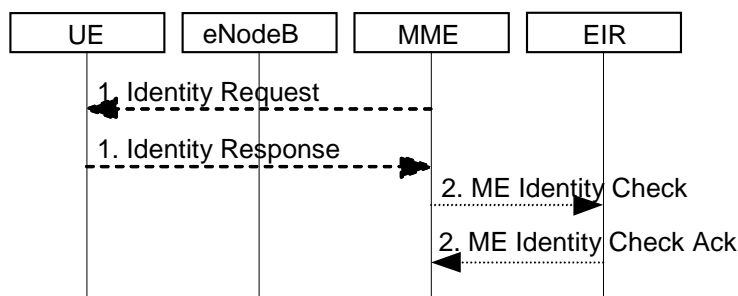 UE
eNodeB
MME
EIR
1. Identity Request
1. Identity Response
2. ME Identity Check
2. ME Identity Check Ack